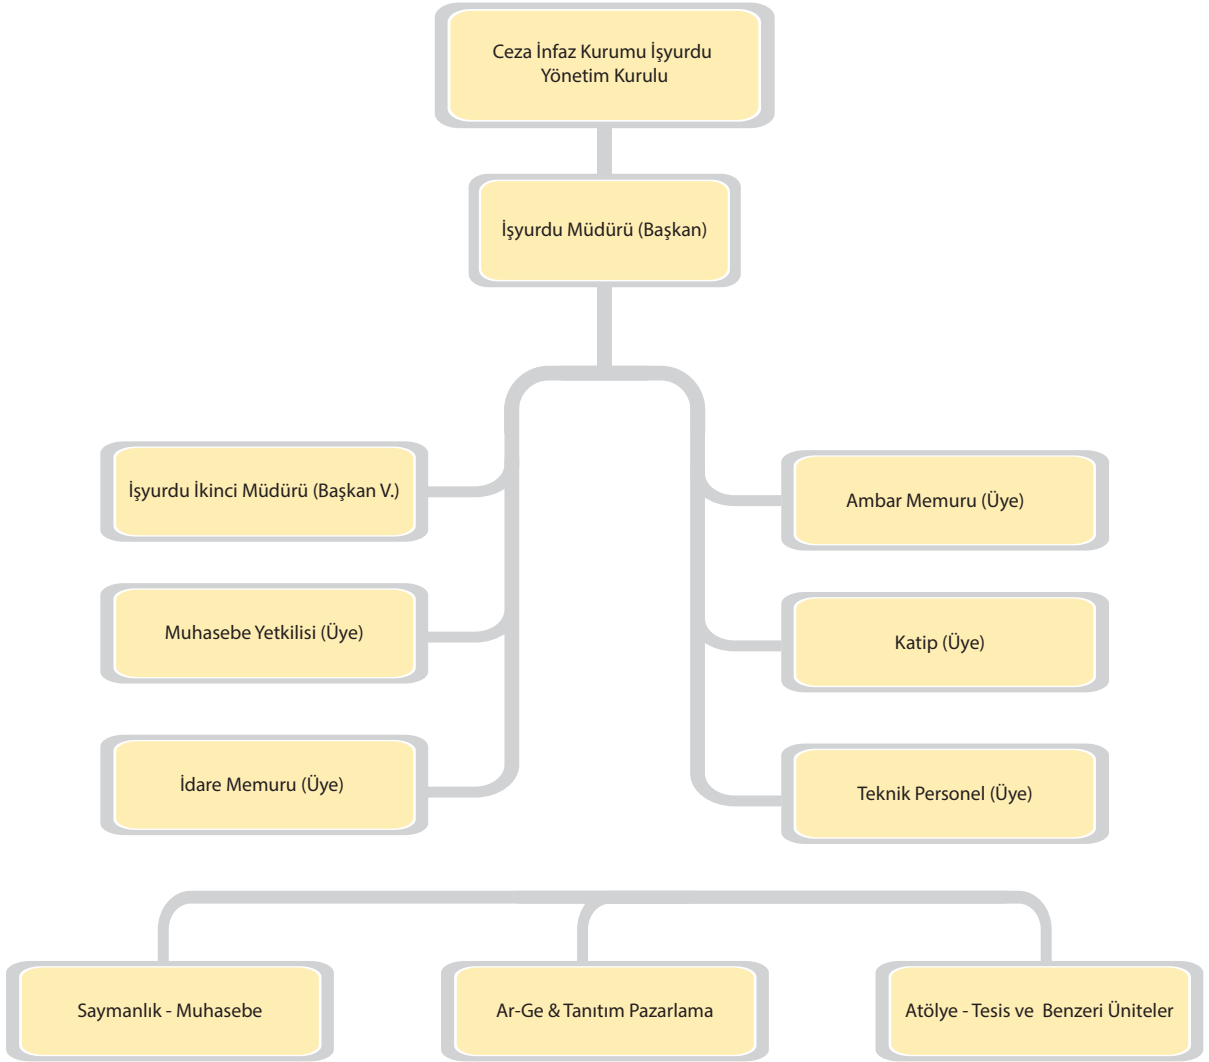 Ceza İnfaz Kurumu İşyurdu
Yönetim Kurulu
İşyurdu Müdürü (Başkan)
İşyurdu İkinci Müdürü (Başkan V.)
Ambar Memuru (Üye)
Muhasebe Yetkilisi (Üye)
Katip (Üye)
İdare Memuru (Üye)
Teknik Personel (Üye)
Saymanlık - Muhasebe
Ar-Ge & Tanıtım Pazarlama
Atölye - Tesis ve Benzeri Üniteler